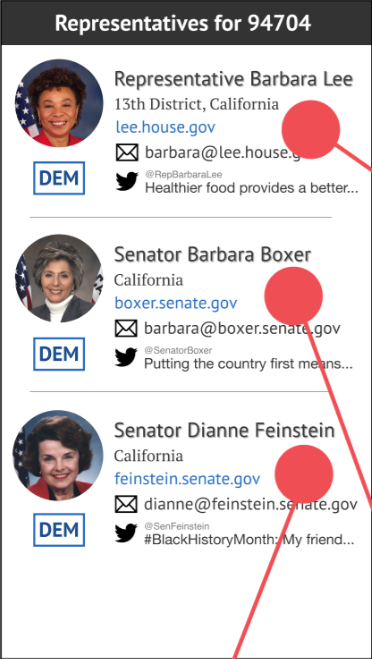 Representatives for 94704
Representative Barbara Lee
13th District, California
lee.house.gov
barbara@lee.house.g
@RepBarbaraLee
DEM
Healthier food provides a better...
Senator Barbara Boxer
California
boxer.senate.gov
barbara@boxer.senate.gov
@SenatorBoxer
DEM
Putting the country first means...
Senator Dianne Feinstein
California
feinstein.senate.gov
dianne@feinstein.senate.gov
@SenFeinstein
DEM
#BlackHistoryMonth: My friend...